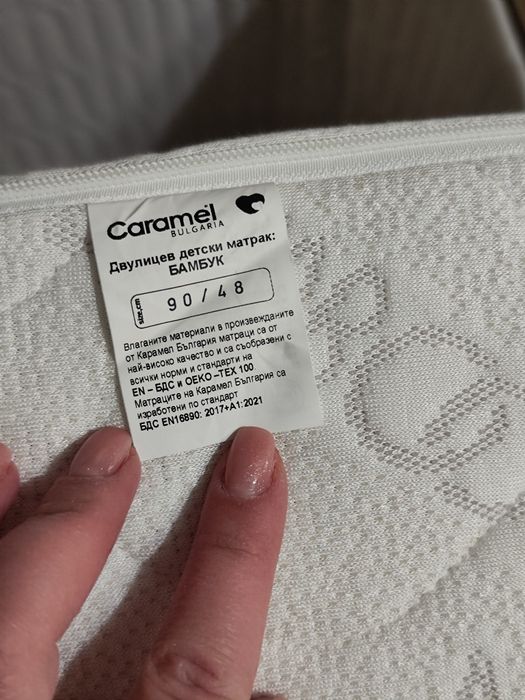 Caramel
BULGARIA
Двулицев детски матрак:
БАМБУК
size:cm
90 / 48
Влаганите материали в произвежданите
от Карамел България матраци са от
най-високо качество и са съобразени с
всички норми и стандарти на
EN – БДС и OEKO –TEX 100
Матраците на Карамел България са
изработени по стандарт
БДС EN16890: 2017+A1:2021